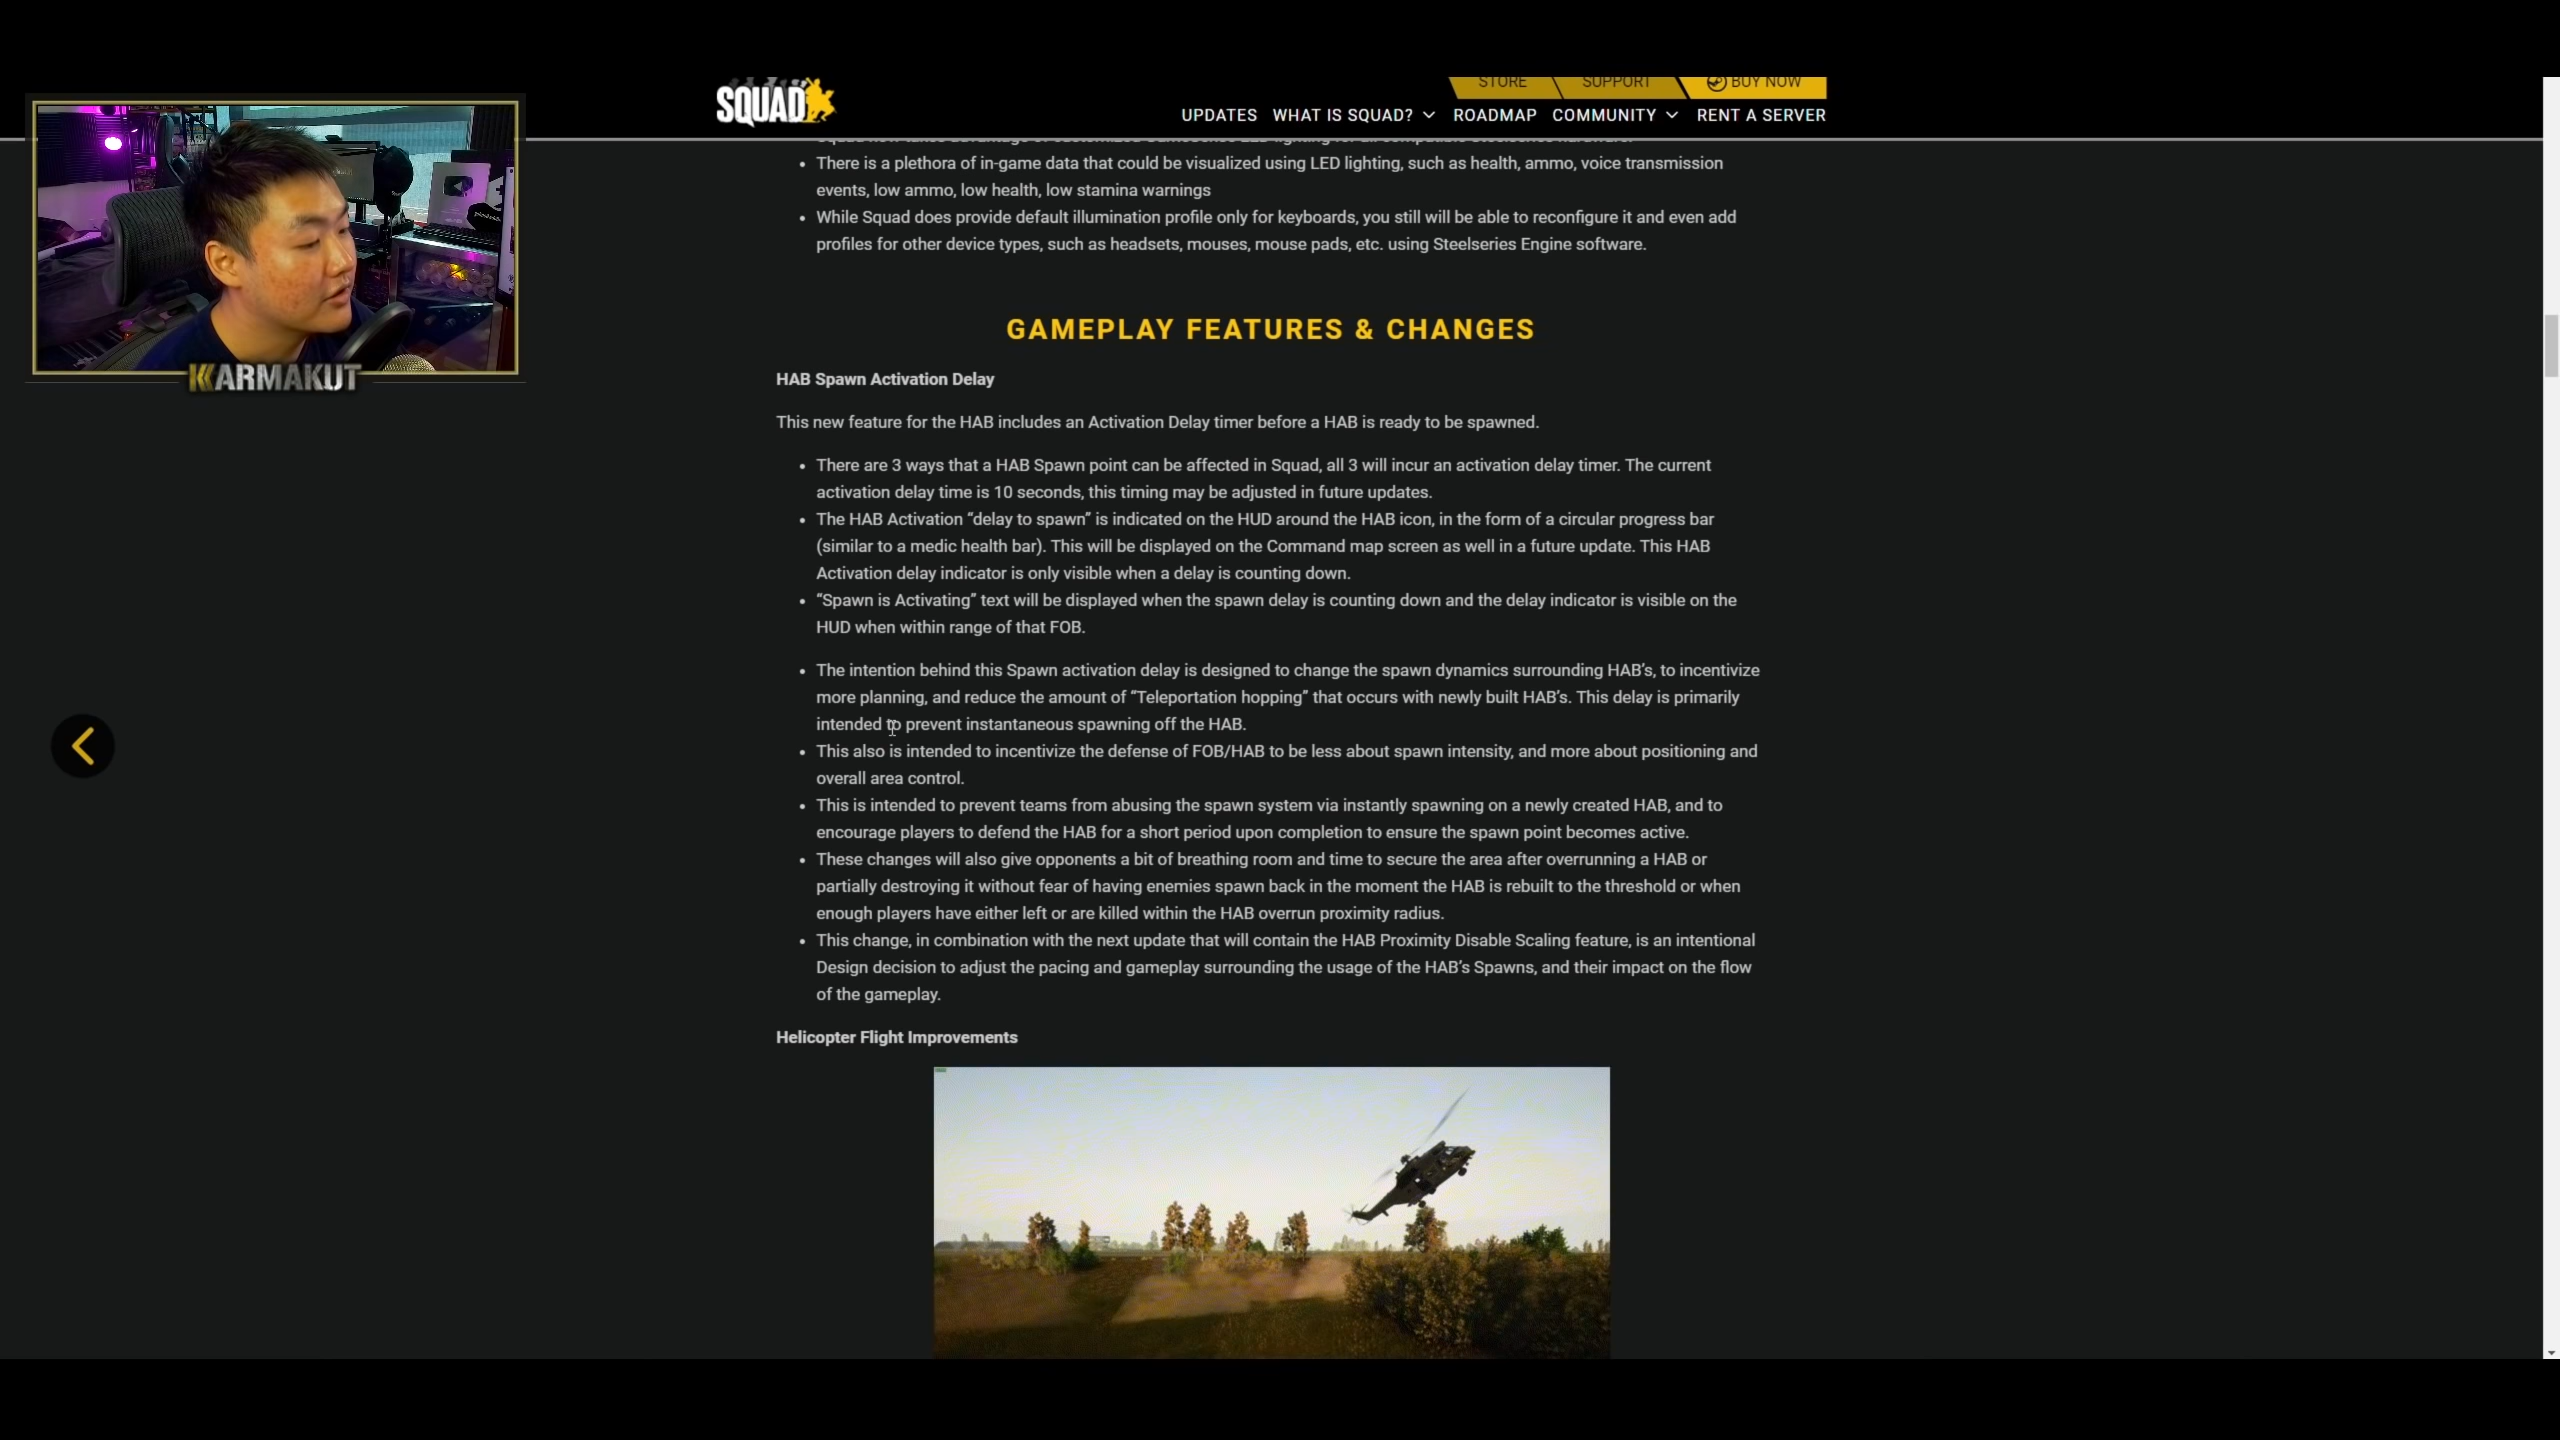 SQUAD
STORE SUPPORT BUY NOW
UPDATES WHAT IS SQUAD? ROADMAP COMMUNITY RENT A SERVER
KARMAKUT
There is a plethora of in-game data that could be visualized using LED lighting, such as health, ammo, voice transmission
events, low ammo, low health, low stamina warnings
While Squad does provide default illumination profile only for keyboards, you still will be able to reconfigure it and even add
profiles for other device types, such as headsets, mouses, mouse pads, etc. using Steelseries Engine software.
GAMEPLAY FEATURES & CHANGES
HAB Spawn Activation Delay
This new feature for the HAB includes an Activation Delay timer before a HAB is ready to be spawned.
There are 3 ways that a HAB Spawn point can be affected in Squad, all 3 will incur an activation delay timer. The current
activation delay time is 10 seconds, this timing may be adjusted in future updates.
The HAB Activation “delay to spawn” is indicated on the HUD around the HAB icon, in the form of a circular progress bar
(similar to a medic health bar). This will be displayed on the Command map screen as well in a future update. This HAB
Activation delay indicator is only visible when a delay is counting down.
“Spawn is Activating” text will be displayed when the spawn delay is counting down and the delay indicator is visible on the
HUD when within range of that FOB.
The intention behind this Spawn activation delay is designed to change the spawn dynamics surrounding HAB’s, to incentivize
more planning, and reduce the amount of “Teleportation hopping” that occurs with newly built HAB’s. This delay is primarily
intended to prevent instantaneous spawning off the HAB.
This also is intended to incentivize the defense of FOB/HAB to be less about spawn intensity, and more about positioning and
overall area control.
This is intended to prevent teams from abusing the spawn system via instantly spawning on a newly created HAB, and to
encourage players to defend the HAB for a short period upon completion to ensure the spawn point becomes active.
These changes will also give opponents a bit of breathing room and time to secure the area after overrunning a HAB or
partially destroying it without fear of having enemies spawn back in the moment the HAB is rebuilt to the threshold or when
enough players have either left or are killed within the HAB overrun proximity radius.
This change, in combination with the next update that will contain the HAB Proximity Disable Scaling feature, is an intentional
Design decision to adjust the pacing and gameplay surrounding the usage of the HAB’s Spawns, and their impact on the flow
of the gameplay.
Helicopter Flight Improvements